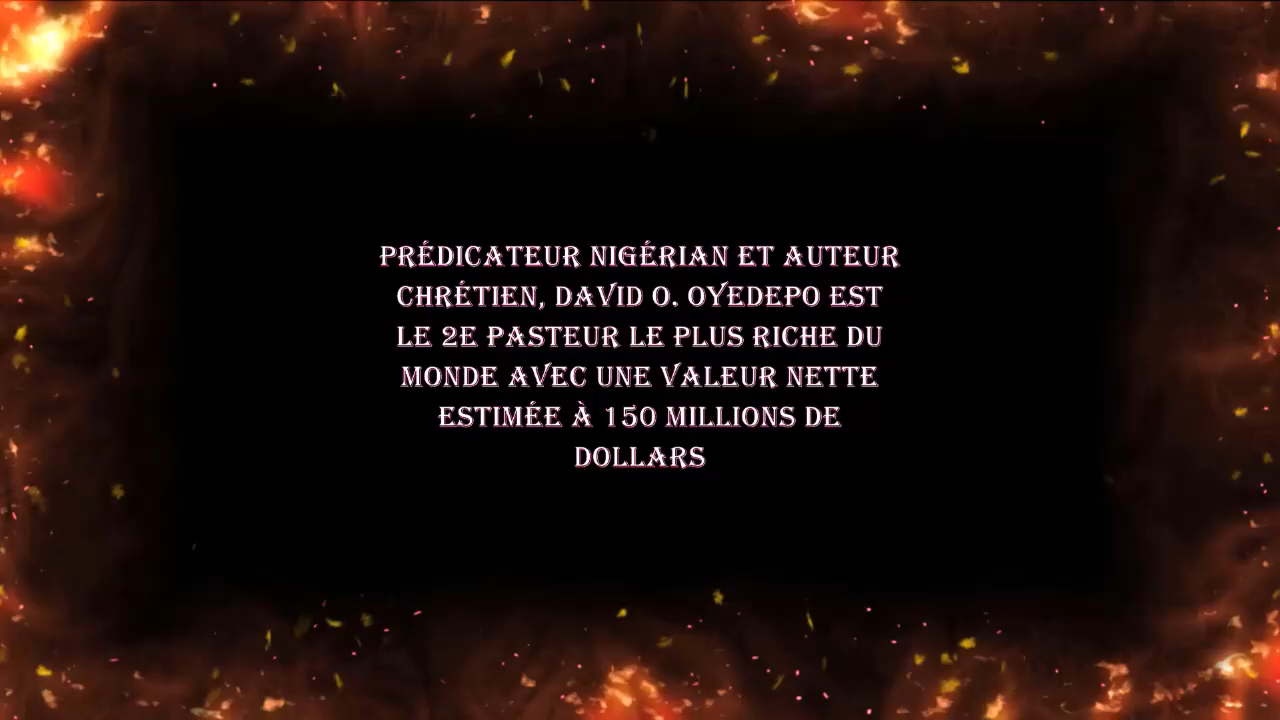 PRÉDICATEUR NIGÉRIAN ET AUTEUR
CHRÉTIEN, DAVID O. OYEDEPO EST
LE 2E PASTEUR LE PLUS RICHE DU
MONDE AVEC UNE VALEUR NETTE
ESTIMÉE À 150 MILLIONS DE
DOLLARS